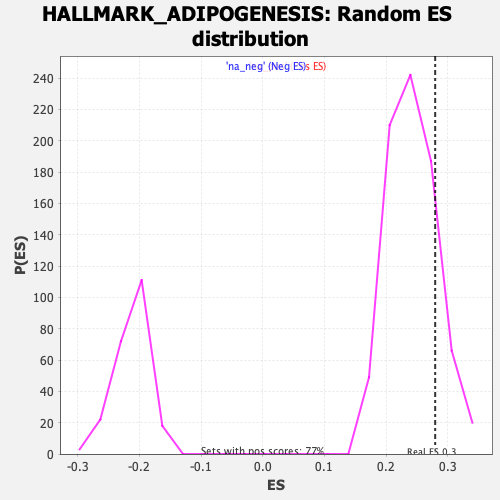 HALLMARK_ADIPOGENESIS: Random ES
distribution
'na_neg' (Neg ES)s ES)
P(ES)
240
220
200
180
160
140
120
100
80
60
40
20
0
Sets with pos scores: 77%
Real ES 0.3
-0.3 -0.2 -0.1 0.0 0.1 0.2 0.3
ES